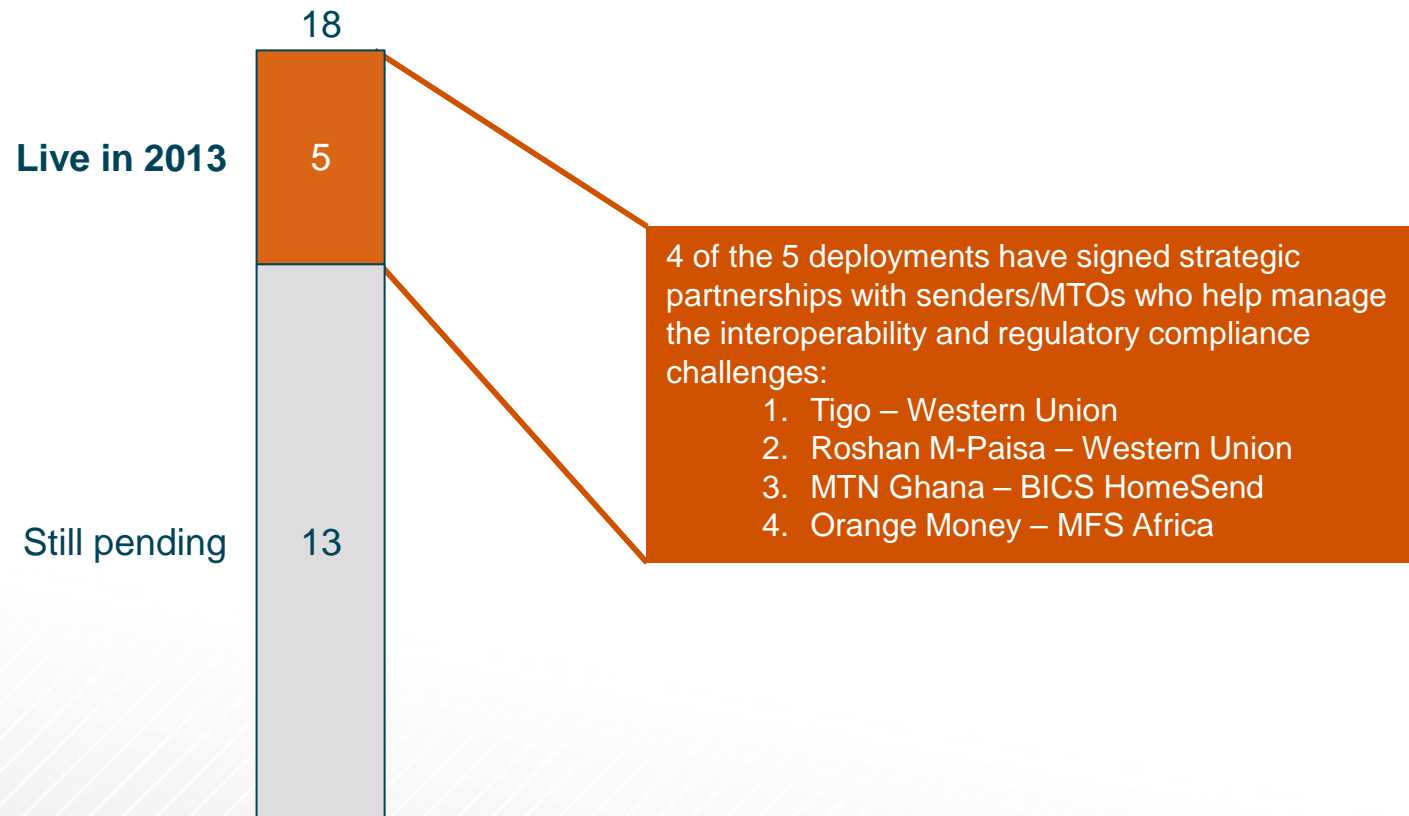 18
Live in 2013
5
4 of the 5 deployments have signed strategic
partnerships with senders/MTOs who help manage
the interoperability and regulatory compliance
challenges:
1. Tigo – Western Union
2. Roshan M-Paisa – Western Union
3. MTN Ghana – BICS HomeSend
4. Orange Money – MFS Africa
Still pending
13